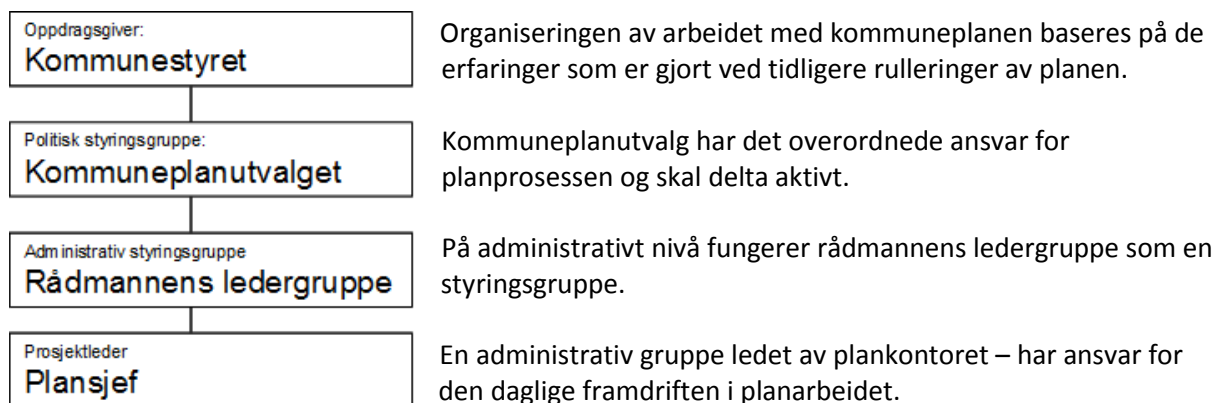 Oppdragsgiver:
Kommunestyret
Organiseringen av arbeidet med kommuneplanen baseres på de
erfaringer som er gjort ved tidligere rulleringer av planen.
Politisk styringsgruppe:
Kommuneplanutvalget
Kommuneplanutvalg har det overordnede ansvar for
planprosessen og skal delta aktivt.
Administrativ styringsgruppe
Rådmannens ledergruppe
På administrativt nivå fungerer rådmannens ledergruppe som en
styringsgruppe.
Prosjektleder
Plansjef
En administrativ gruppe ledet av plankontoret – har ansvar for
den daglige framdriften i planarbeidet.